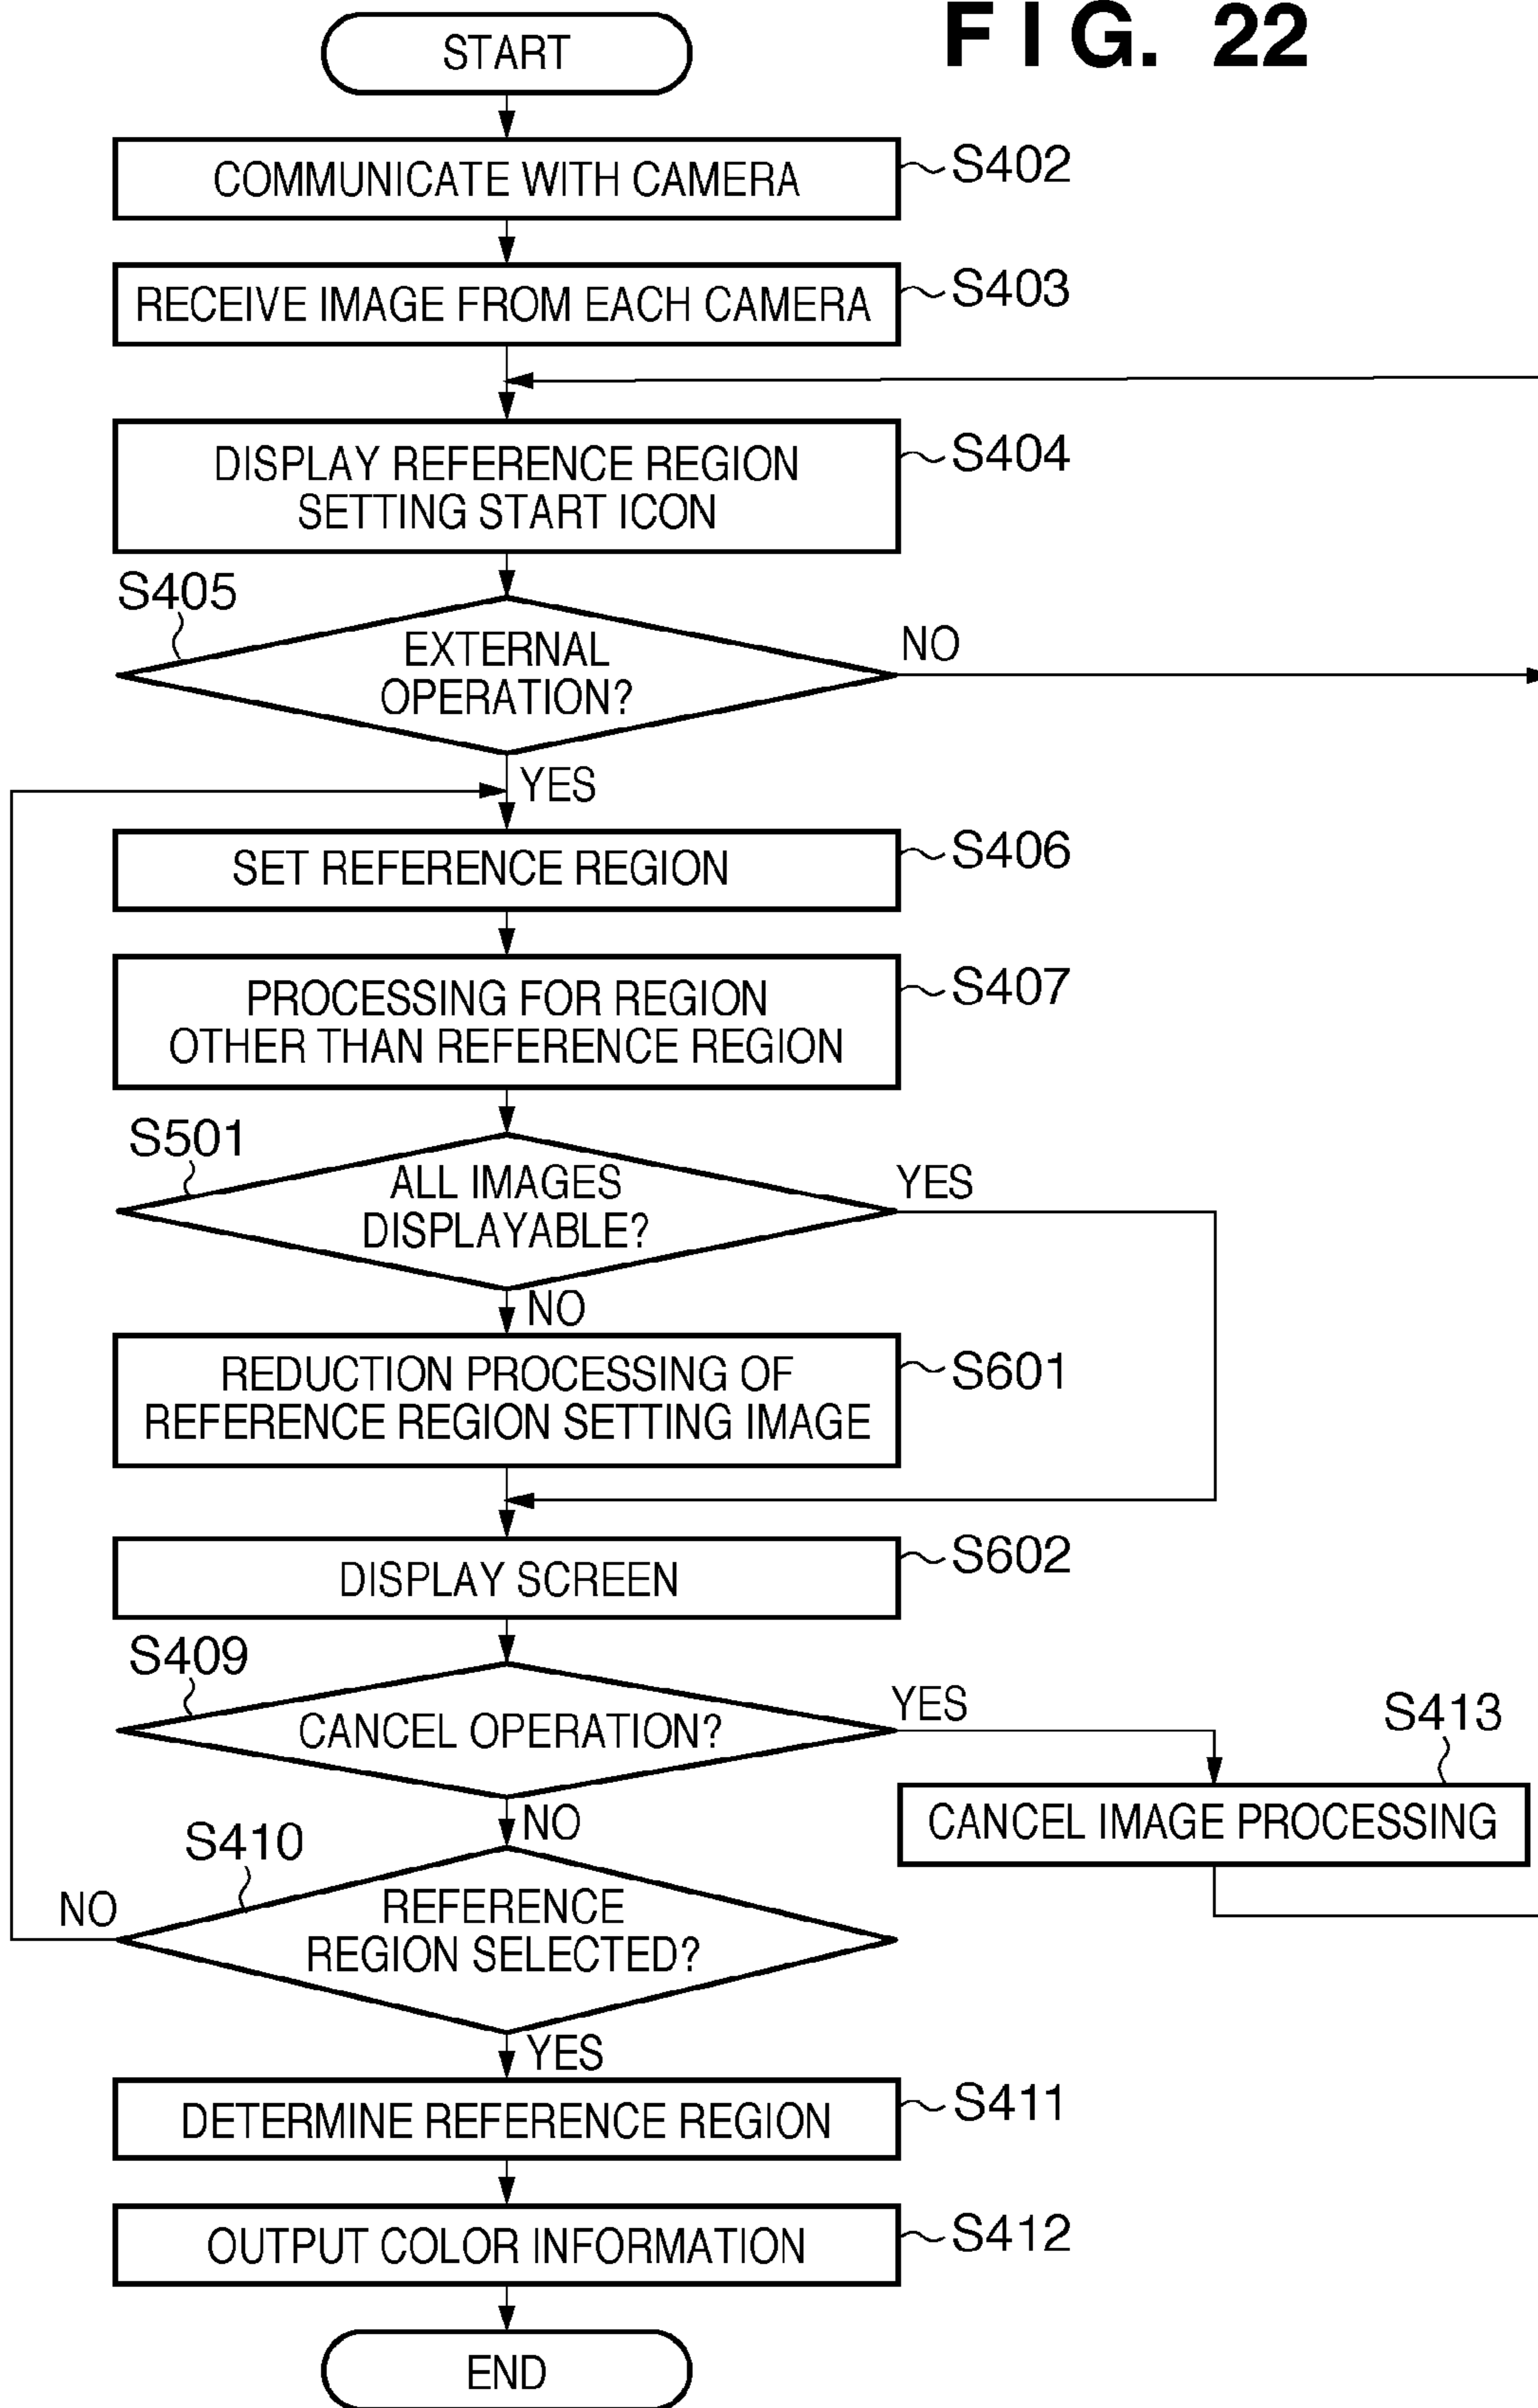 FIG. 22
START
COMMUNICATE WITH CAMERA
S402
RECEIVE IMAGE FROM EACH CAMERA
S403
DISPLAY REFERENCE REGION
SETTING START ICON
S404
S405
EXTERNAL
OPERATION?
NO
YES
SET REFERENCE REGION
S406
PROCESSING FOR REGION
OTHER THAN REFERENCE REGION
S407
S501
ALL IMAGES
DISPLAYABLE?
YES
NO
REDUCTION PROCESSING OF
REFERENCE REGION SETTING IMAGE
S601
DISPLAY SCREEN
S602
S409
CANCEL OPERATION?
YES
S413
CANCEL IMAGE PROCESSING
NO
S410
REFERENCE
REGION SELECTED?
NO
YES
DETERMINE REFERENCE REGION
S411
OUTPUT COLOR INFORMATION
S412
END